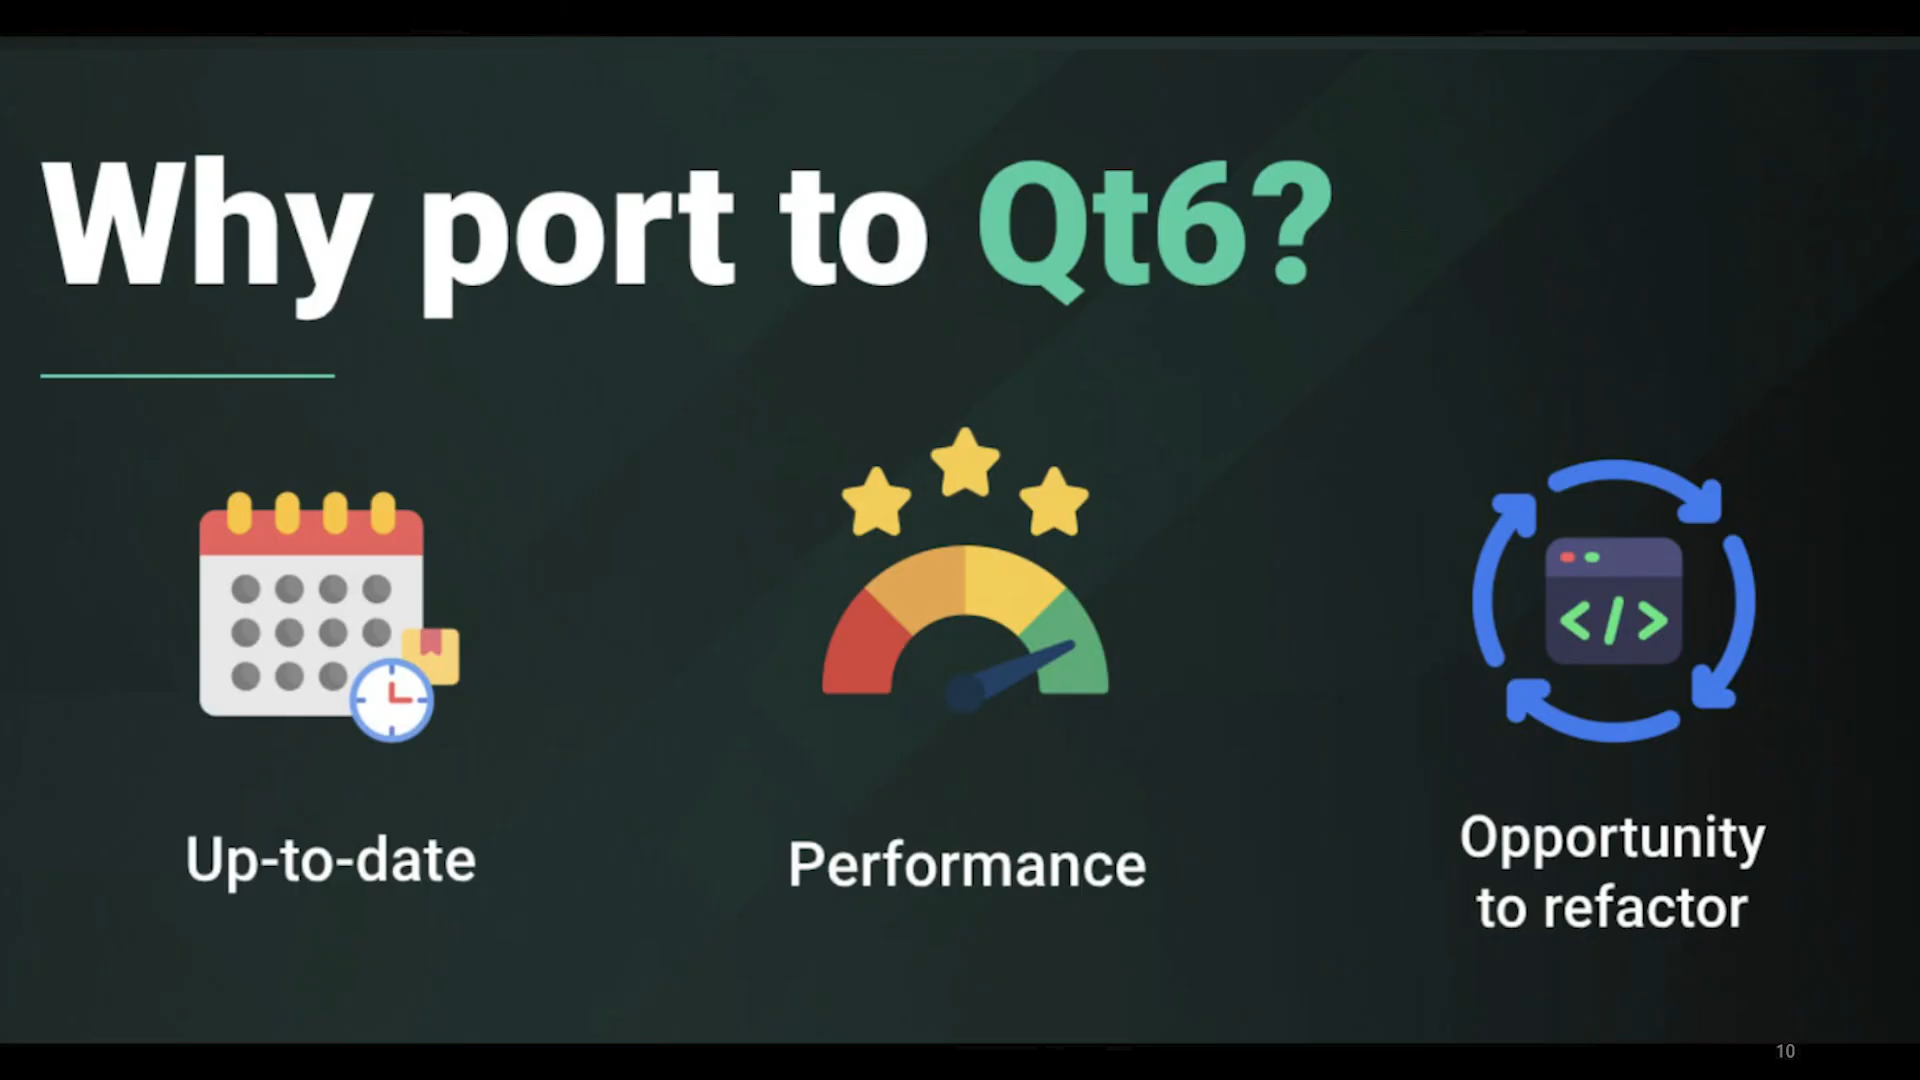 Why port to Qt6?
</>
Up-to-date
Performance
Opportunity
to refactor
10